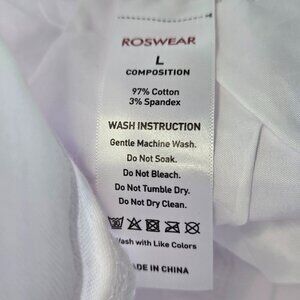 ROSWEAR
L
COMPOSITION
97% Cotton
3% Spandex
WASH INSTRUCTION
Gentle Machine Wash.
Do Not Soak.
Do Not Bleach.
Do Not Tumble Dry.
Do Not Dry Clean.
Wash with Like Colors
MADE IN CHINA